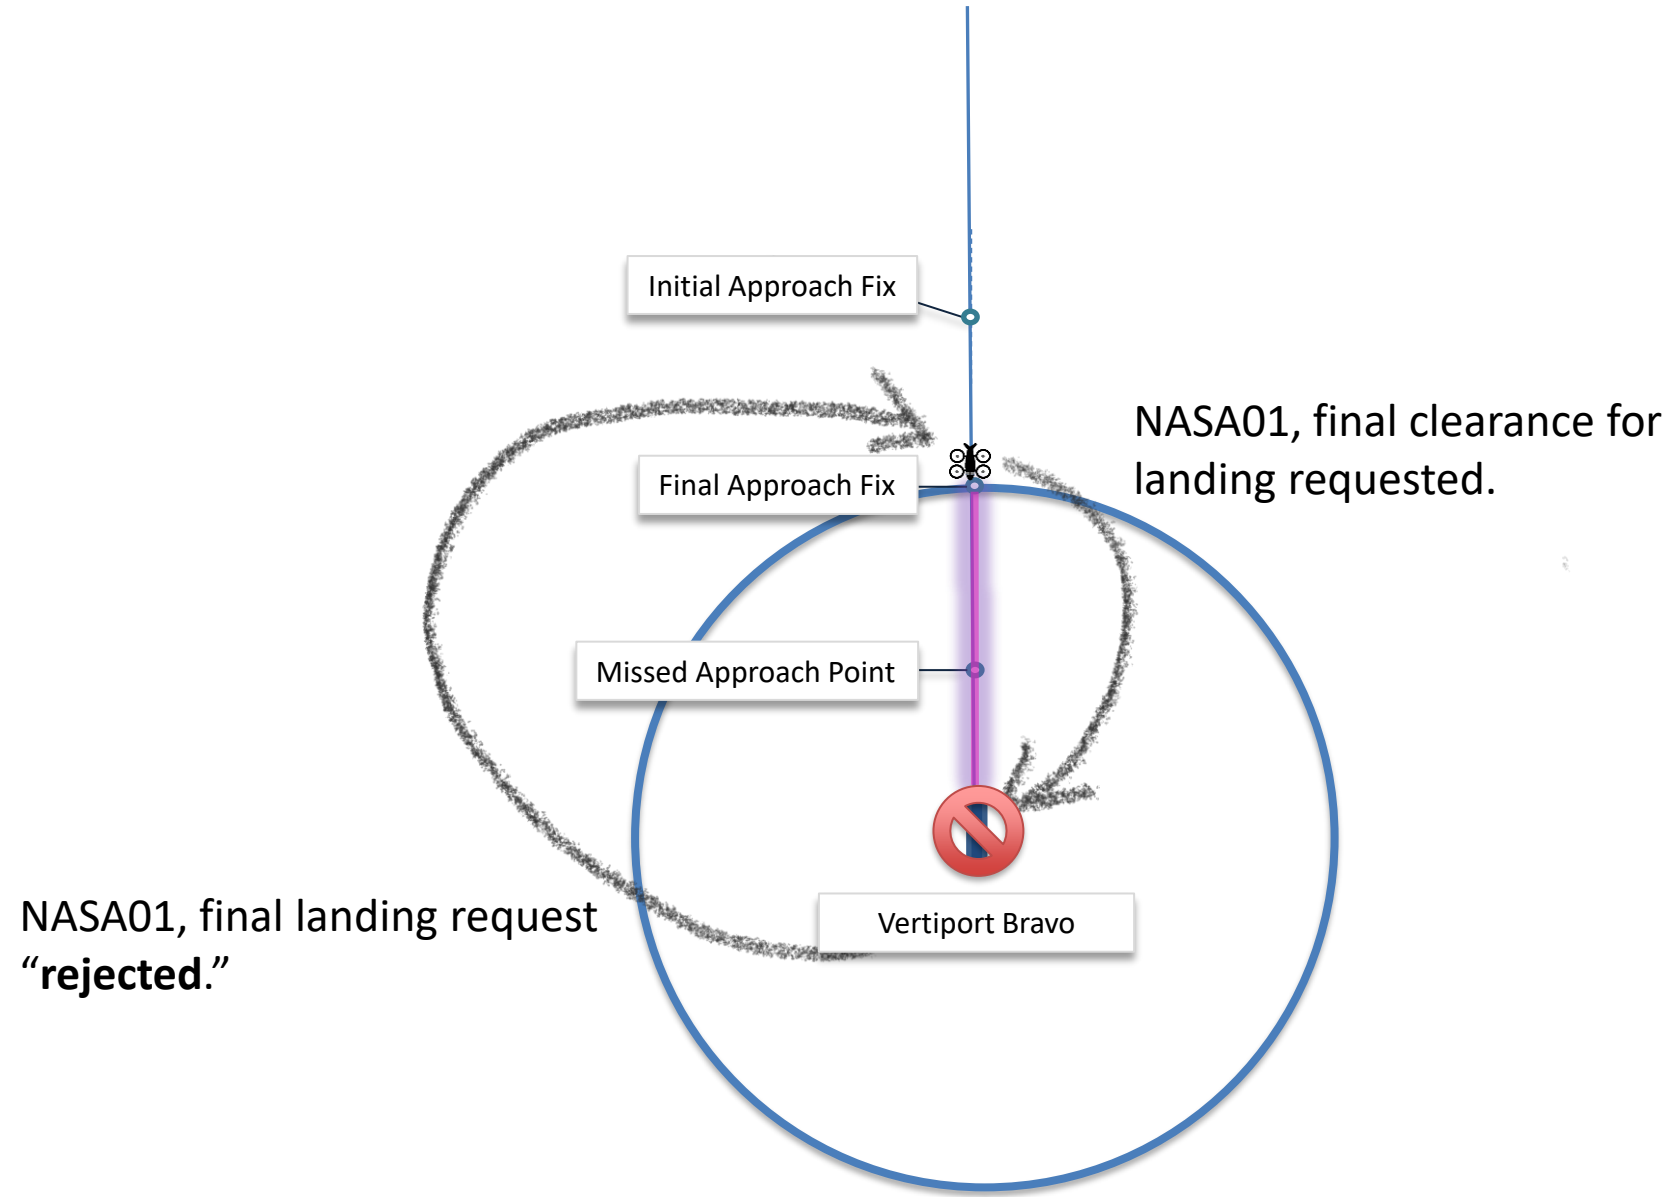 Initial Approach Fix
NASA01, final clearance for
landing requested.
Final Approach Fix
Missed Approach Point
Vertiport Bravo
NASA01, final landing request
“rejected.”